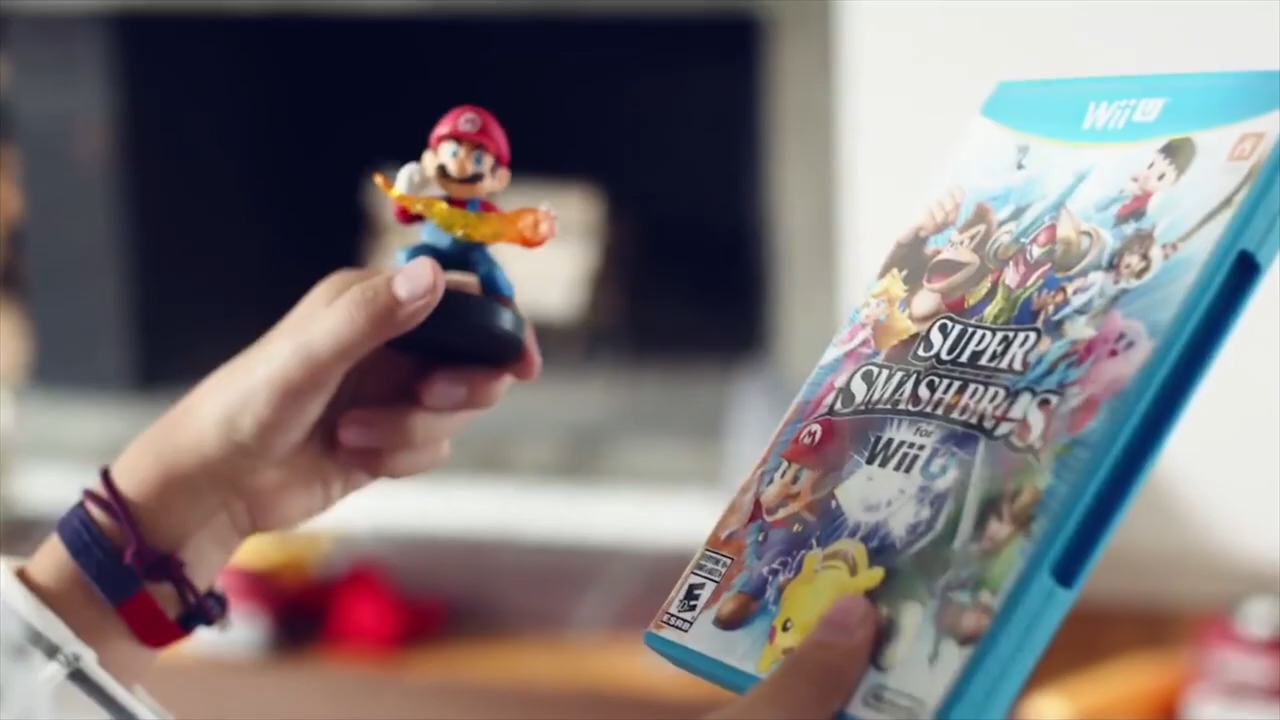 Wii U
SUPER
SMASH BROS.
for
Wii U
E
ESRB
M
M